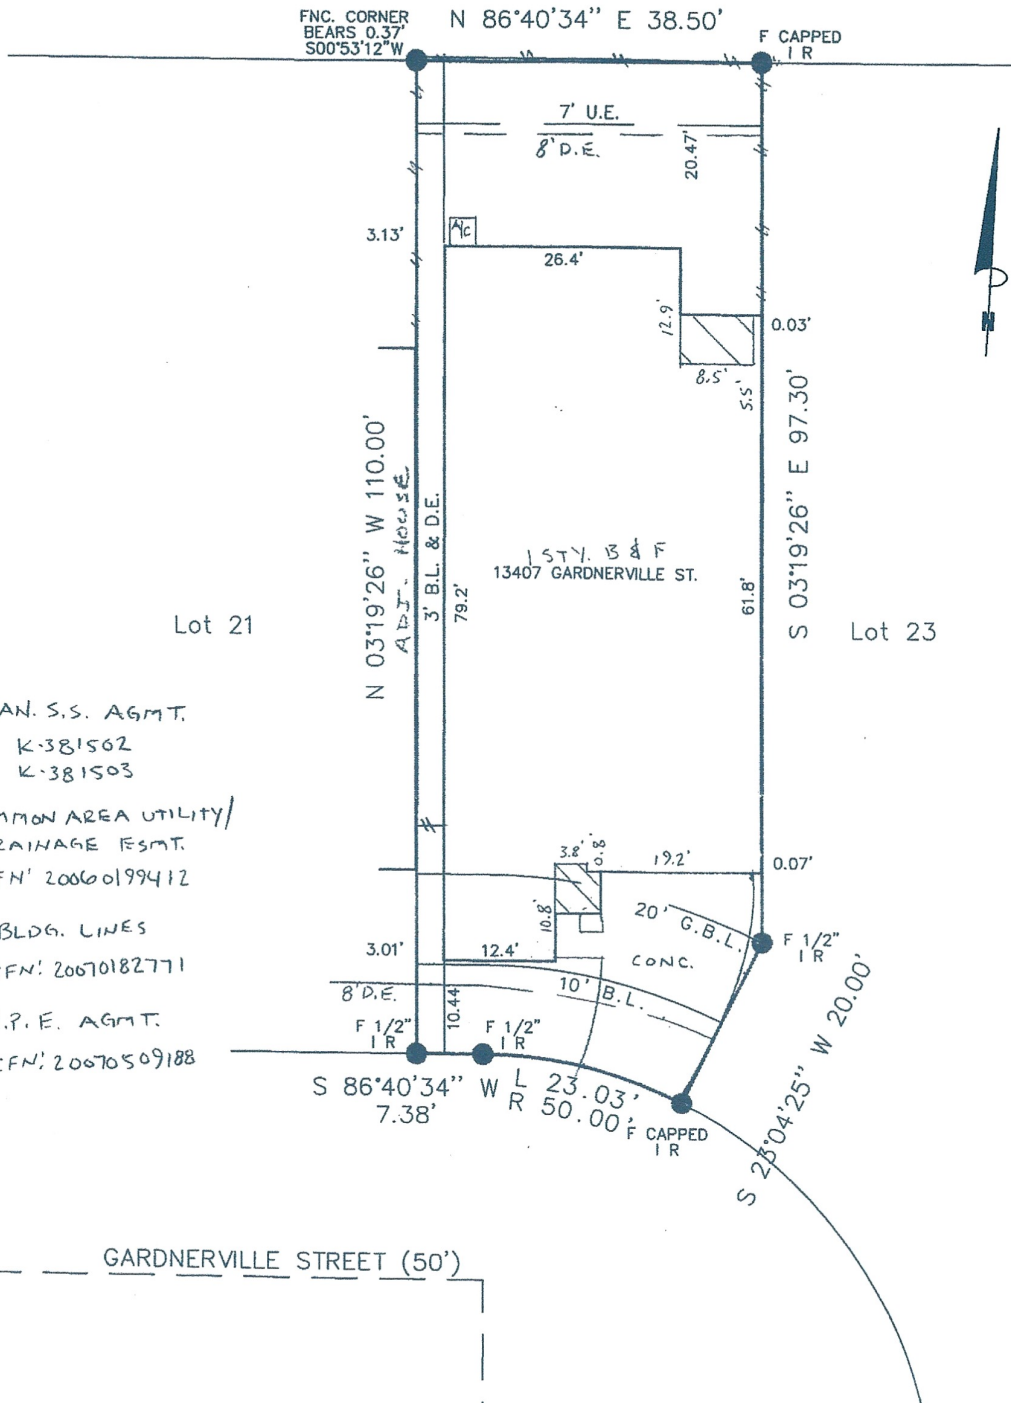 FNC. CORNER
BEARS 0.37'
S00°53'12"W
N 86°40'34" E 38.50'
F CAPPED
I R
7' U.E.
8' D.E.
20.47'
3.13'
A/C
26.4'
12.9'
0.03'
8.5'
5.5'
N 03°19'26" W 110.00'
ADJ. HOUSE
3' B.L. & D.E.
79.2'
1 STY. B & F
13407 GARDNERVILLE ST.
61.8'
S 03°19'26" E 97.30'
Lot 21
Lot 23
AN. S.S. AGMT.
K-381502
K-381503
MMON AREA UTILITY/
RAINAGE ESMT.
FN' 20060199412
BLDG. LINES
FN! 20070182771
.P.E. AGMT.
CFN! 20070509188
3.8'
0.8'
19.2'
0.07'
10.8'
20' G.B.L.
CONC.
F 1/2"
I R
3.01'
12.4'
8' D.E.
10.44'
10' B.L.
F 1/2"
I R
F 1/2"
I R
S 86°40'34" W
7.38'
L 23.03'
R 50.00'
F CAPPED
I R
S 23°04'25" W 20.00'
N
GARDNERVILLE STREET (50')